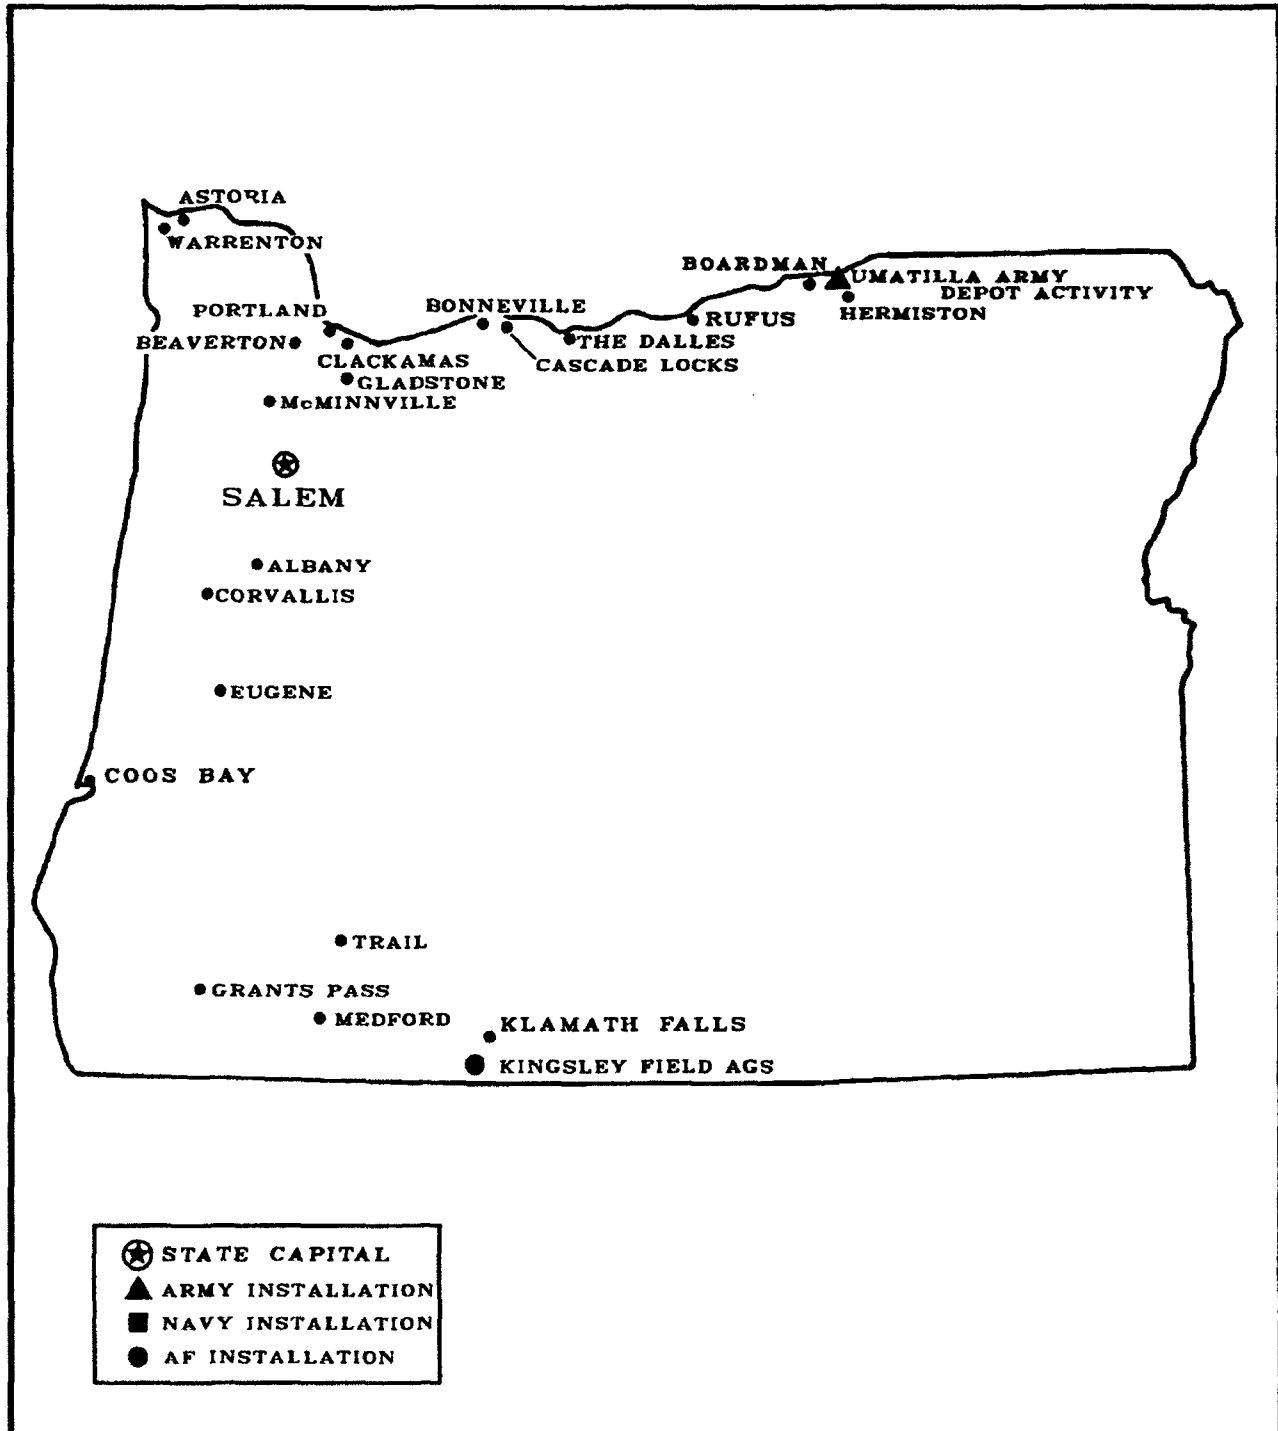 ASTORIA
WARRENTON
BOARDMAN
UMATILLA ARMY
DEPOT ACTIVITY
HERMISTON
PORTLAND
BONNEVILLE
RUFUS
BEAVERTON
THE DALLES
CLACKAMAS
CASCADE LOCKS
GLADSTONE
McMINNVILLE
SALEM
ALBANY
CORVALLIS
EUGENE
COOS BAY
TRAIL
GRANTS PASS
MEDFORD
KLAMATH FALLS
KINGSLEY FIELD AGS
STATE CAPITAL
ARMY INSTALLATION
NAVY INSTALLATION
AF INSTALLATION